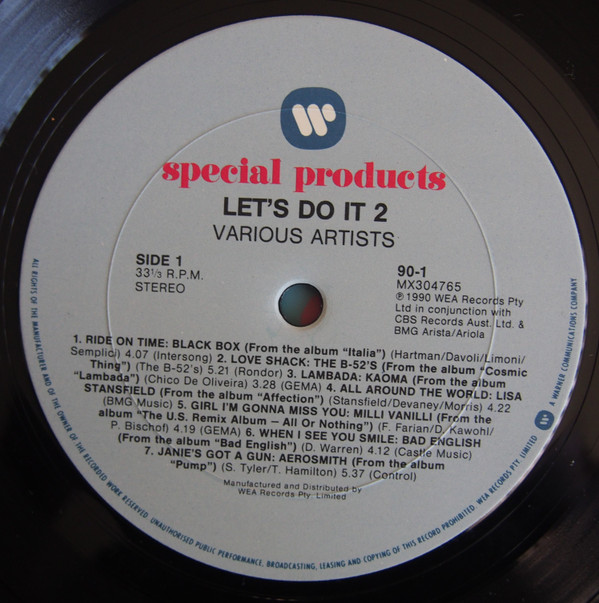 W
special products
LET'S DO IT 2
VARIOUS ARTISTS
SIDE 1
33⅓ R.P.M.
STEREO
90-1
MX304765
℗ 1990 WEA Records Pty
Ltd in conjunction with
CBS Records Aust. Ltd. &
BMG Arista/Ariola
1. RIDE ON TIME: BLACK BOX (From the album "Italia") (Hartman/Davoli/Limoni/
Semplici) 4.07 (Intersong) 2. LOVE SHACK: THE B-52'S (From the album "Cosmic
Thing") (The B-52's) 5.21 (Rondor) 3. LAMBADA: KAOMA (From the album
"Lambada") (Chico De Oliveira) 3.28 (GEMA) 4. ALL AROUND THE WORLD: LISA
STANSFIELD (From the album "Affection") (Stansfield/Devaney/Morris) 4.22
(BMG Music) 5. GIRL I'M GONNA MISS YOU: MILLI VANILLI (From the
album "The U.S. Remix Album – All Or Nothing") (F. Farian/D. Kawohl/
P. Bischof) 4.19 (GEMA) 6. WHEN I SEE YOU SMILE: BAD ENGLISH
(From the album "Bad English") (D. Warren) 4.12 (Castle Music)
7. JANIE'S GOT A GUN: AEROSMITH (From the album
"Pump") (S. Tyler/T. Hamilton) 5.37 (Control)
Manufactured and Distributed by
WEA Records Pty. Limited
ALL RIGHTS OF THE MANUFACTURER AND OF THE OWNER OF THE RECORDED WORK RESERVED. UNAUTHORISED PUBLIC PERFORMANCE, BROADCASTING, LEASING AND COPYING OF THIS RECORD PROHIBITED. WEA RECORDS PTY. LIMITED
A WARNER COMMUNICATIONS COMPANY